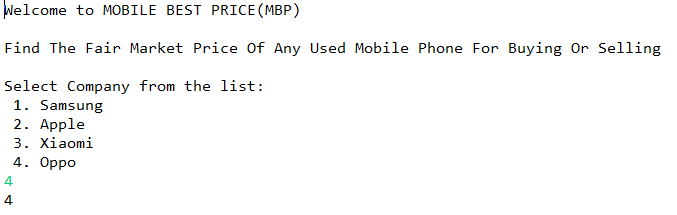 Welcome to MOBILE BEST PRICE(MBP)
Find The Fair Market Price Of Any Used Mobile Phone For Buying Or Selling
Select Company from the list:
1. Samsung
2. Apple
3. Xiaomi
4. Oppo
4
4